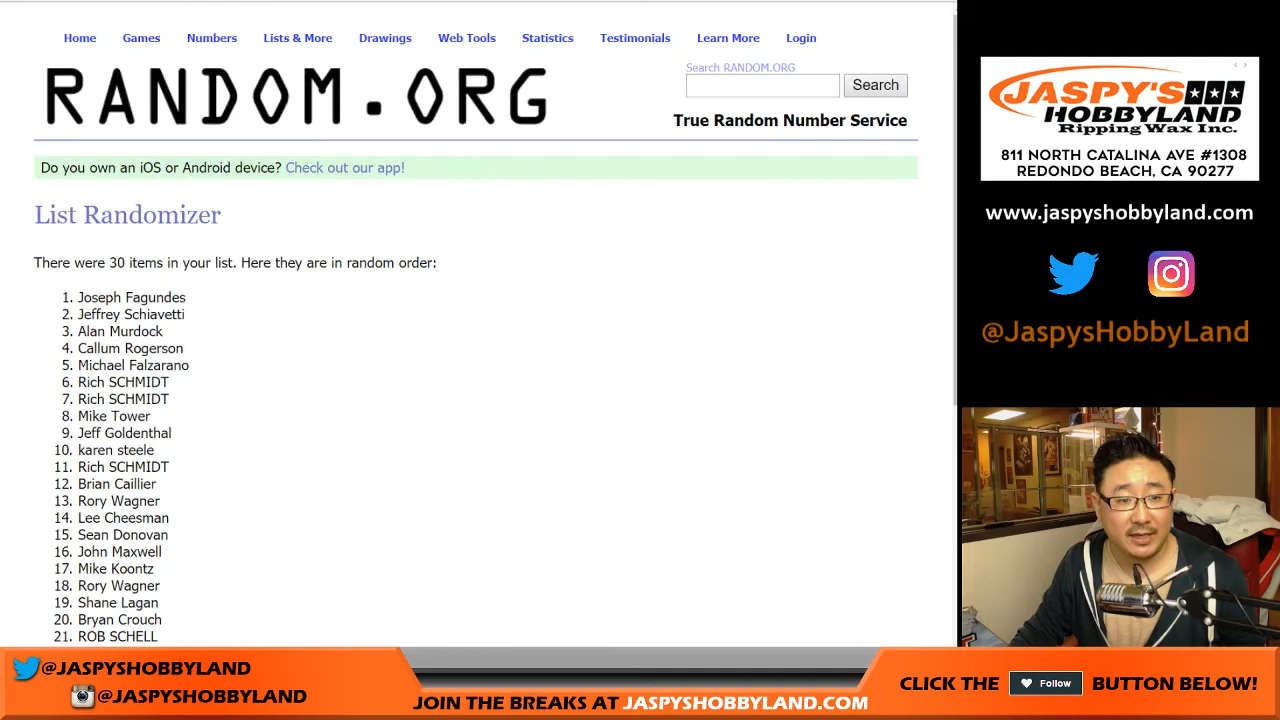 Home Games Numbers Lists & More Drawings Web Tools Statistics Testimonials Learn More Login
RANDOM.ORG
Search RANDOM.ORG
Search
True Random Number Service
Do you own an iOS or Android device? Check out our app!
List Randomizer
There were 30 items in your list. Here they are in random order:
1. Joseph Fagundes
2. Jeffrey Schiavetti
3. Alan Murdock
4. Callum Rogerson
5. Michael Falzarano
6. Rich SCHMIDT
7. Rich SCHMIDT
8. Mike Tower
9. Jeff Goldenthal
10. karen steele
11. Rich SCHMIDT
12. Brian Caillier
13. Rory Wagner
14. Lee Cheesman
15. Sean Donovan
16. John Maxwell
17. Mike Koontz
18. Rory Wagner
19. Shane Lagan
20. Bryan Crouch
21. ROB SCHELL
JASPY'S
HOBBYLAND
Ripping Wax Inc.
811 NORTH CATALINA AVE #1308
REDONDO BEACH, CA 90277
www.jaspyshobbyland.com
@JaspysHobbyLand
@JASPYSHOBBYLAND
@JASPYSHOBBYLAND
JOIN THE BREAKS AT JASPYSHOBBYLAND.COM
CLICK THE Follow BUTTON BELOW!